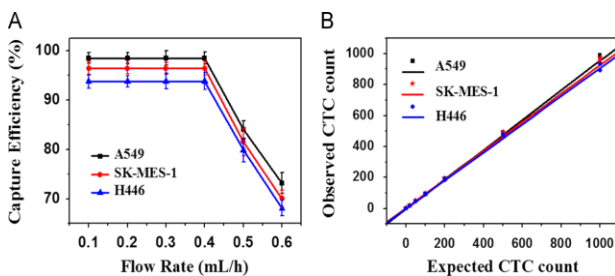 A
Capture Efficiency (%)
100
90
80
70
A549
SK-MES-1
H446
0.1 0.2 0.3 0.4 0.5 0.6
Flow Rate (mL/h)
B
Observed CTC count
1000
800
600
400
200
0
A549
SK-MES-1
H446
0 200 400 600 800 1000
Expected CTC count